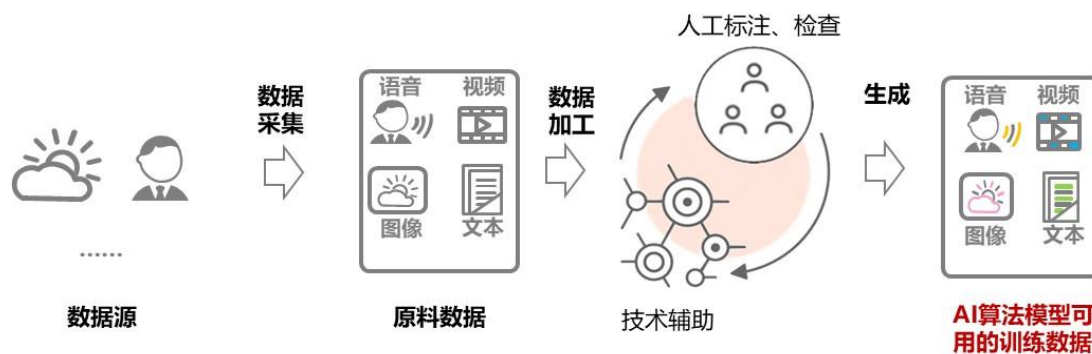 人工标注、检查
数据
采集
语音 视频
图像 文本
数据
加工
生成
语音 视频
图像 文本
......
数据源
原料数据
技术辅助
AI算法模型可
用的训练数据